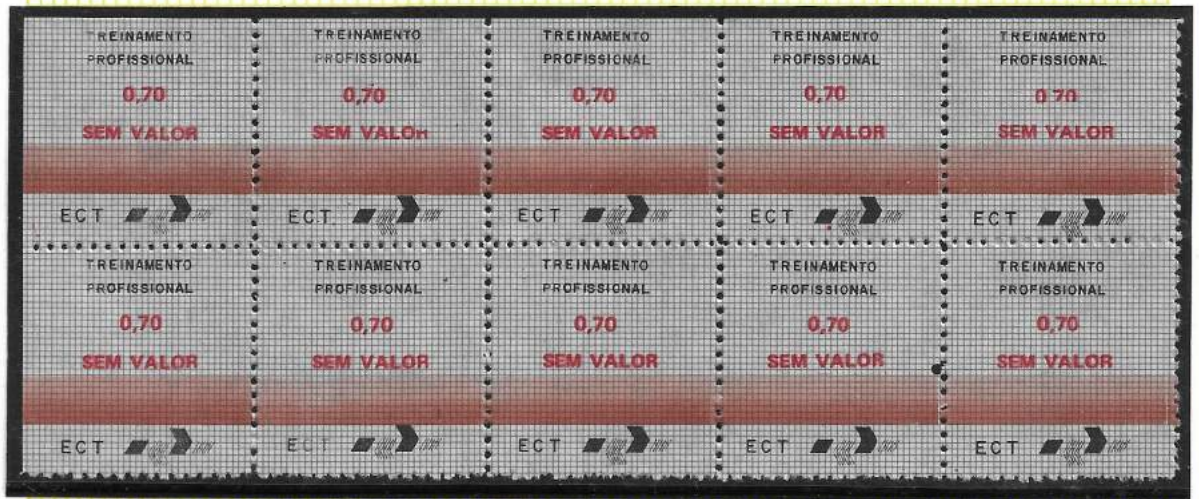 TREINAMENTO TREINAMENTO TREINAMENTO TREINAMENTO TREINAMENTO
PROFISSIONAL PROFISSIONAL PROFISSIONAL PROFISSIONAL PROFISSIONAL
0,70 0,70 0,70 0,70 0 70
SEM VALOR SEM VALOR SEM VALOR SEM VALOR SEM VALOR
ECT ECT ECT ECT ECT
TREINAMENTO TREINAMENTO TREINAMENTO TREINAMENTO TREINAMENTO
PROFISSIONAL PROFISSIONAL PROFISSIONAL PROFISSIONAL PROFISSIONAL
0,70 0,70 0,70 0,70 0,70
SEM VALOR SEM VALOR SEM VALOR SEM VALOR SEM VALOR
ECT ECT ECT ECT ECT